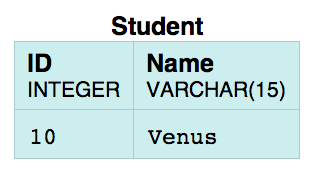 Student
ID Name
INTEGER VARCHAR(15)
10 Venus